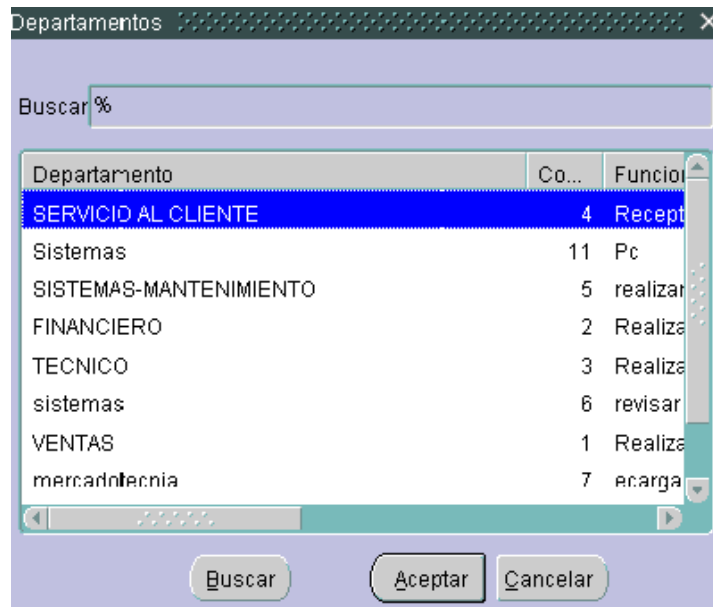 Departamentos
Buscar %
Departamento Co... Funcion
SERVICIO AL CLIENTE 4 Recept
Sistemas 11 Pc
SISTEMAS-MANTENIMIENTO 5 realizar
FINANCIERO 2 Realiza
TECNICO 3 Realiza
sistemas 6 revisar
VENTAS 1 Realiza
mercadotecnia 7 ecarga
Buscar Aceptar Cancelar